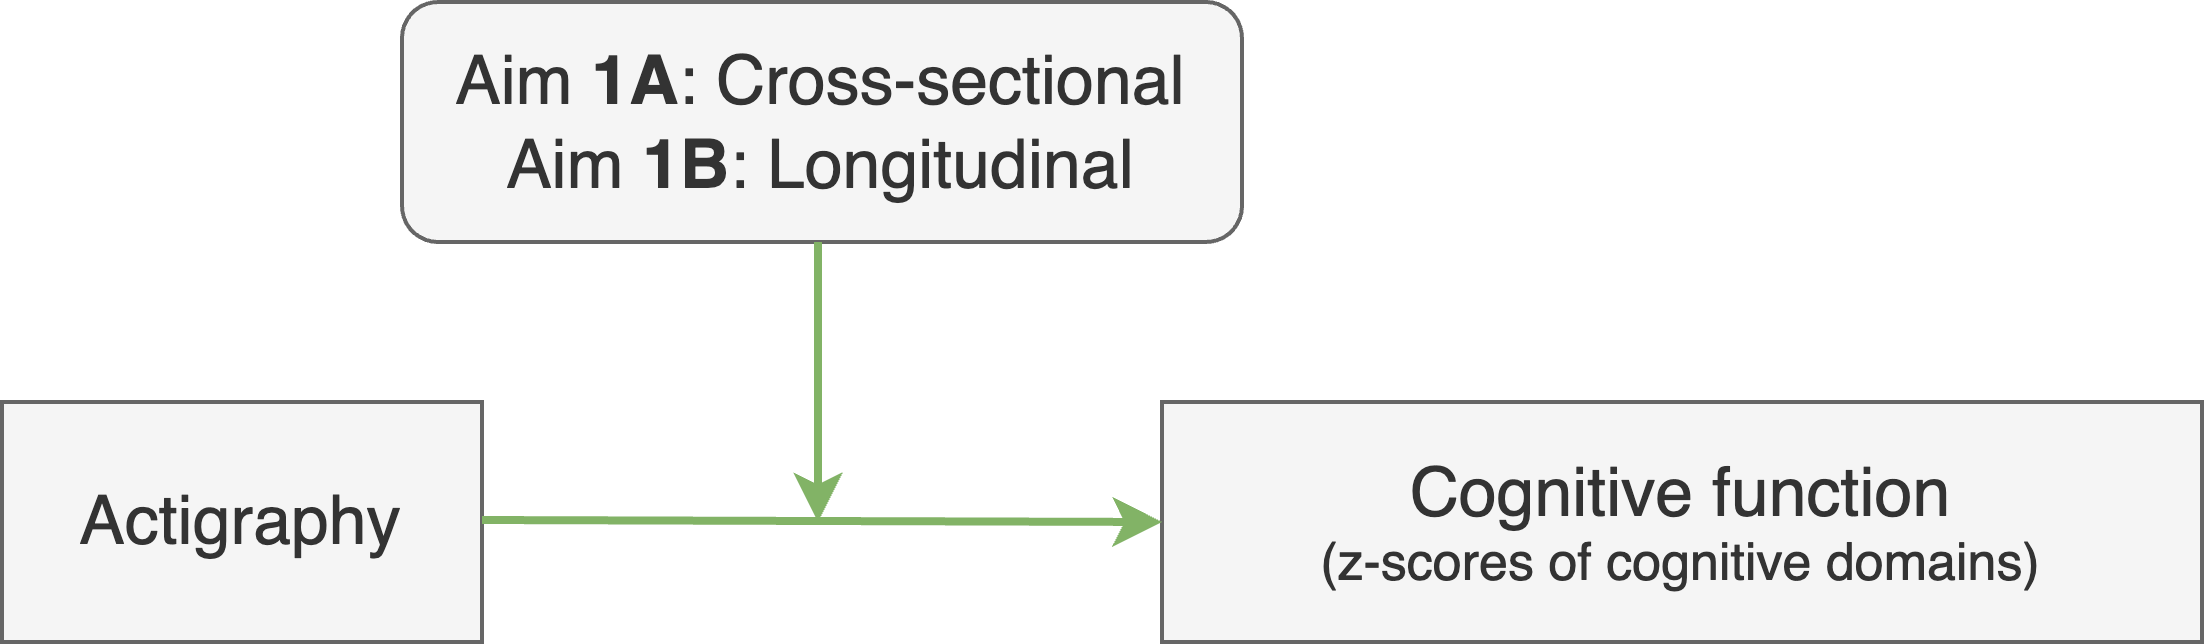 Aim 1A: Cross-sectional
Aim 1B: Longitudinal
Actigraphy
Cognitive function
(z-scores of cognitive domains)